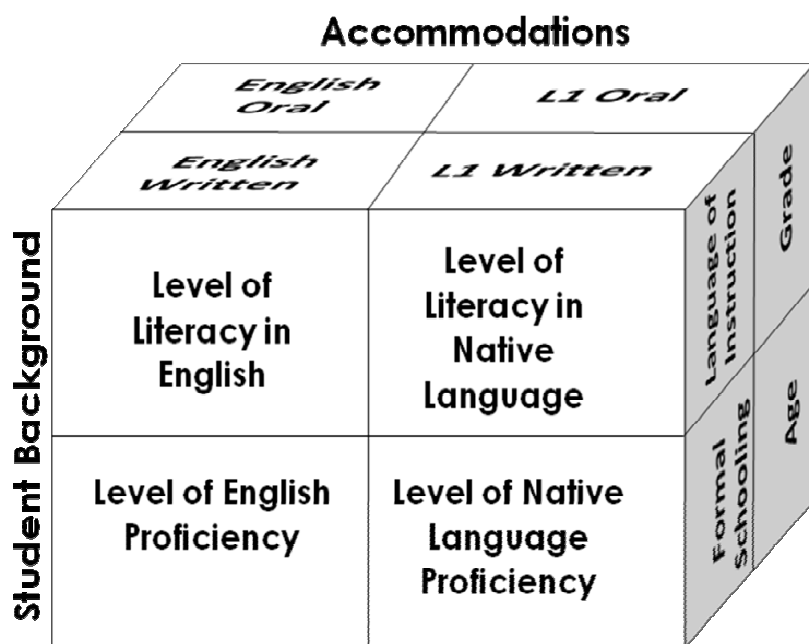 Accommodations
English
Oral
L1 Oral
English
Written
L1 Written
Student Background
Level of
Literacy in
English
Level of
Literacy in
Native
Language
Level of English
Proficiency
Level of Native
Language
Proficiency
Language of
Instruction
Grade
Formal
Schooling
Age